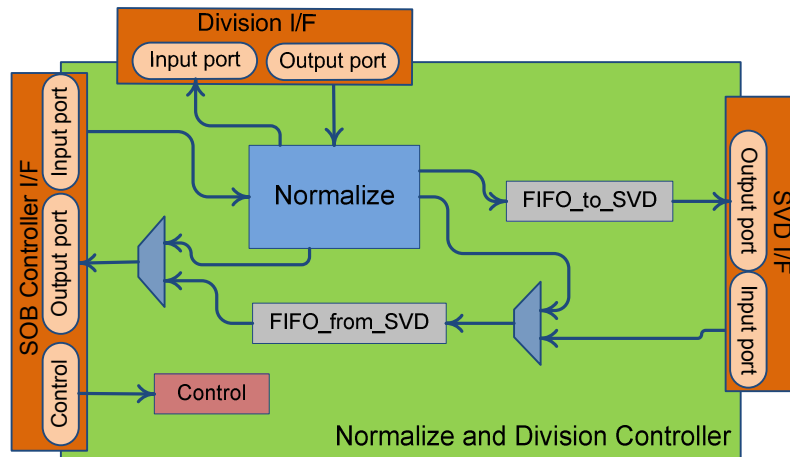 Division I/F
Input port
Output port
SOB Controller I/F
Input port
Output port
Control
Normalize
FIFO_to_SVD
Output port
SVD I/F
Input port
FIFO_from_SVD
Control
Normalize and Division Controller